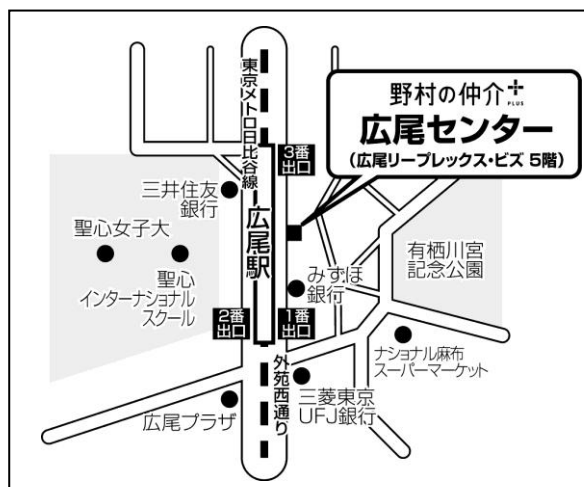 東京メトロ日比谷線
野村の仲介+
PLUS
広尾センター
(広尾リープレックス・ビズ 5階)
3番
出口
三井住友
銀行
広尾駅
聖心女子大
聖心
インターナショナル
スクール
有栖川宮
記念公園
みずほ
銀行
2番
出口
1番
出口
ナショナル麻布
スーパーマーケット
外苑西通り
広尾プラザ
三菱東京
UFJ銀行